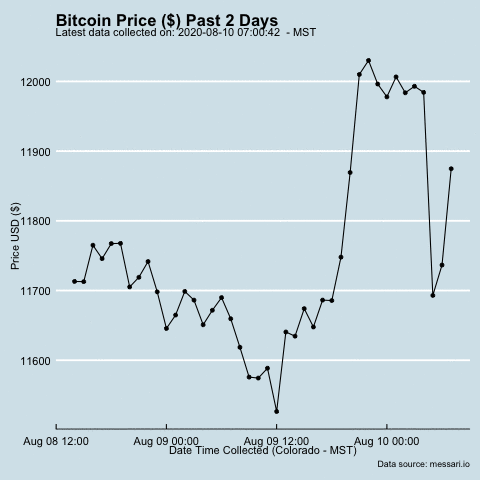 Bitcoin Price ($) Past 2 Days
Latest data collected on: 2020-08-10 07:00:42 - MST
12000
11900
11800
11700
11600
Price USD ($)
Aug 08 12:00 Aug 09 00:00 Aug 09 12:00 Aug 10 00:00
Date Time Collected (Colorado - MST)
Data source: messari.io